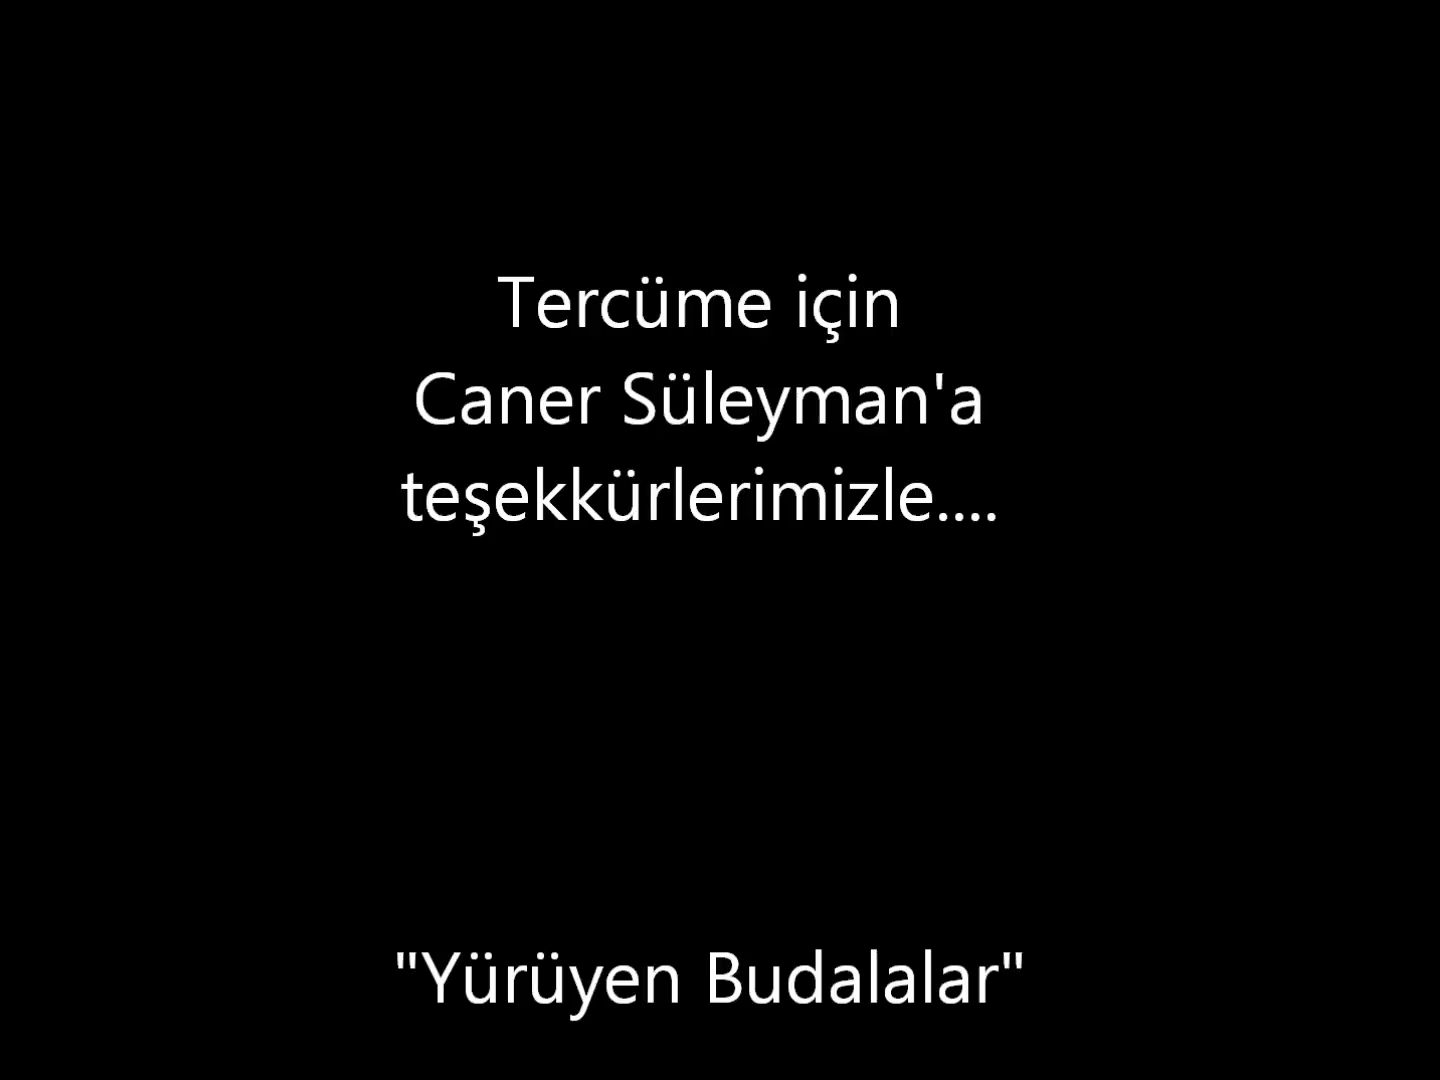 Tercüme için
Caner Süleyman'a
teşekkürlerimizle....
"Yürüyen Budalalar"